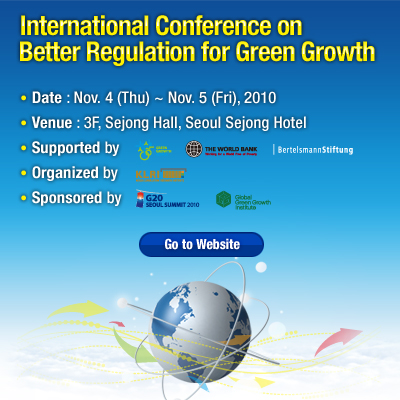 International Conference on
Better Regulation for Green Growth
• Date : Nov. 4 (Thu) ~ Nov. 5 (Fri), 2010
• Venue : 3F, Sejong Hall, Seoul Sejong Hotel
• Supported by GREEN GROWTH THE WORLD BANK BertelsmannStiftung
• Organized by KLRI
• Sponsored by G20 SEOUL SUMMIT 2010 Global Green Growth Institute
Go to Website